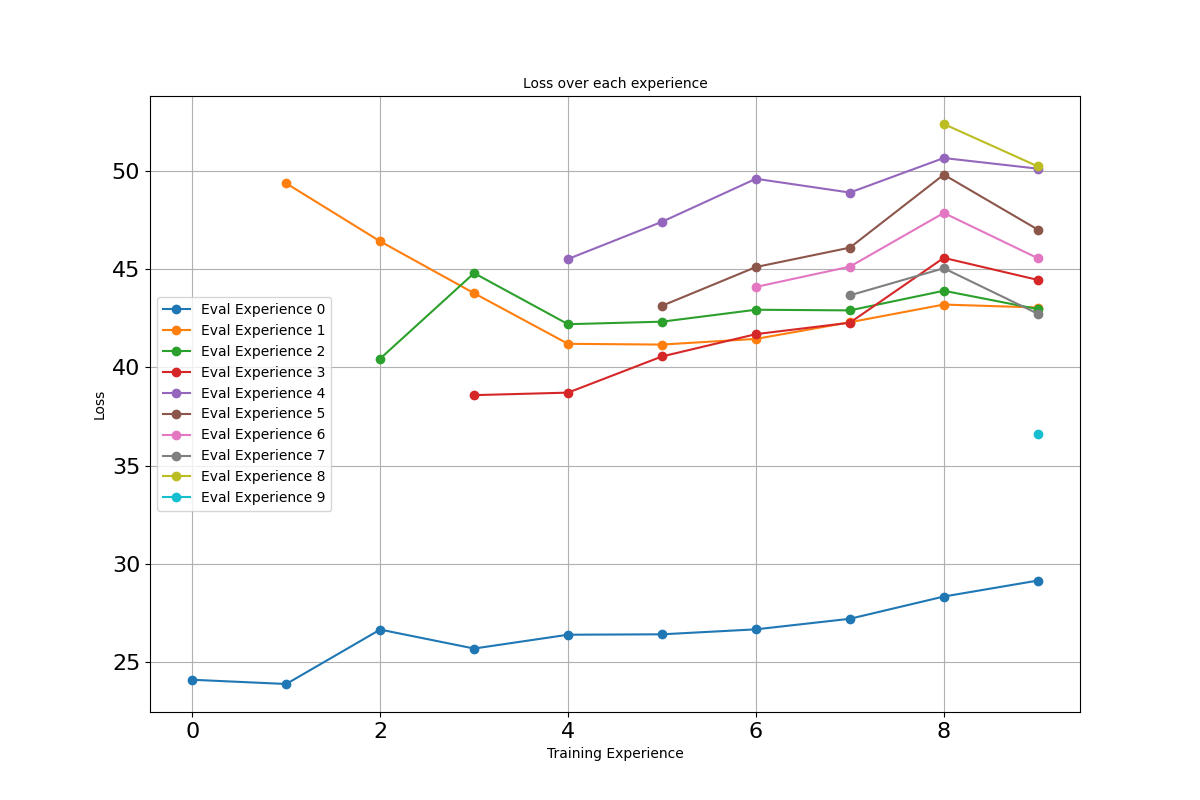 Loss over each experience
50
45
40
35
30
25
Loss
Eval Experience 0
Eval Experience 1
Eval Experience 2
Eval Experience 3
Eval Experience 4
Eval Experience 5
Eval Experience 6
Eval Experience 7
Eval Experience 8
Eval Experience 9
0 2 4 6 8
Training Experience